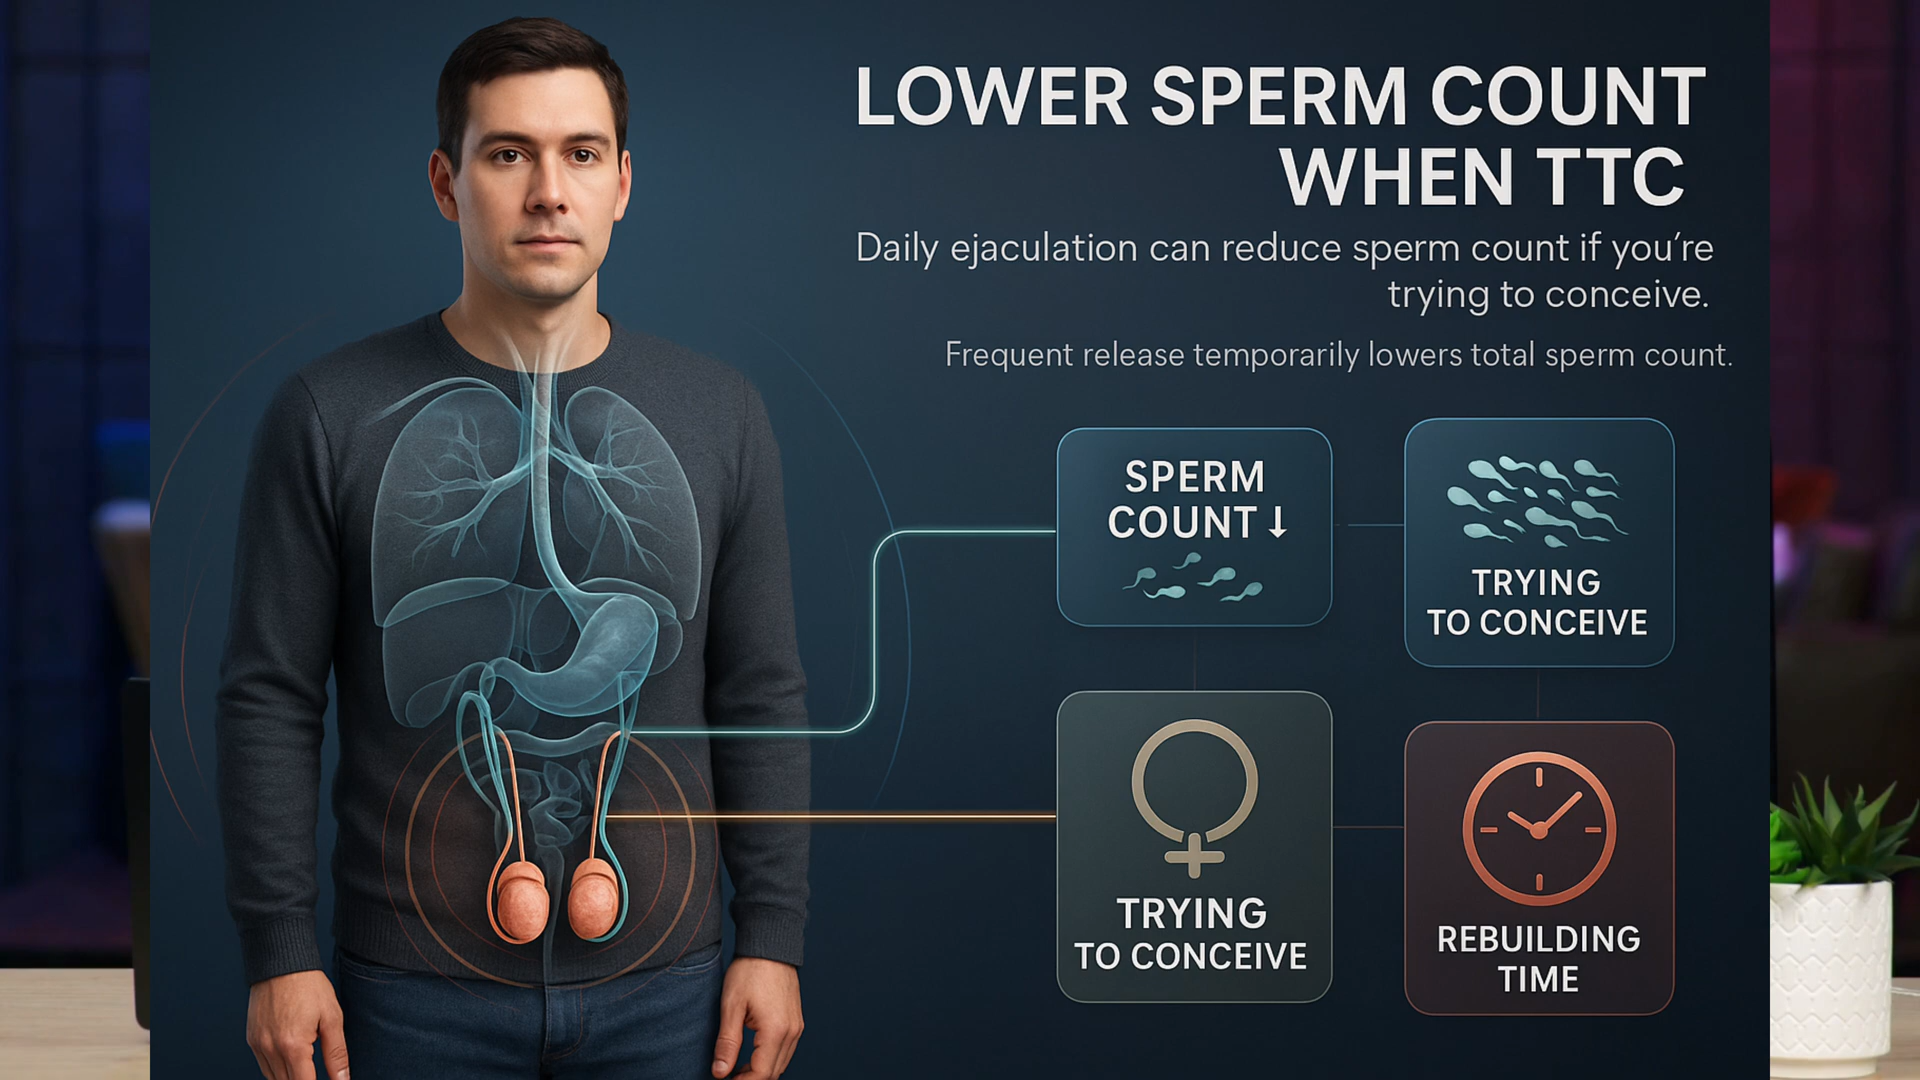 LOWER SPERM COUNT
WHEN TTC
Daily ejaculation can reduce sperm count if you're
trying to conceive.
Frequent release temporarily lowers total sperm count.
SPERM
COUNT ↓
TRYING
TO CONCEIVE
TRYING
TO CONCEIVE
REBUILDING
TIME